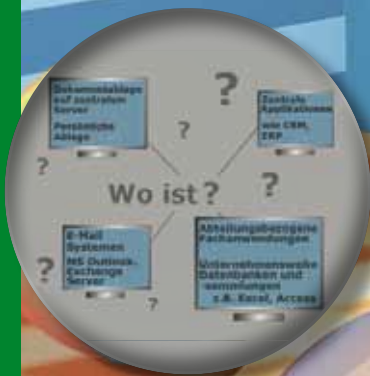 ?
Dokumentablage
auf zentralem
Server
Persönliche
Ablage
?
Zentrale
Applikationen
wie CRM,
ERP
?
Wo ist ?
?
E-Mail
Systemen
MS Outlook,
Exchange
Server
?
?
Abteilungsbezogene
Fachanwendungen
Unternehmensweite
Datenbanken und
-sammlungen
z.B. Excel, Access
?